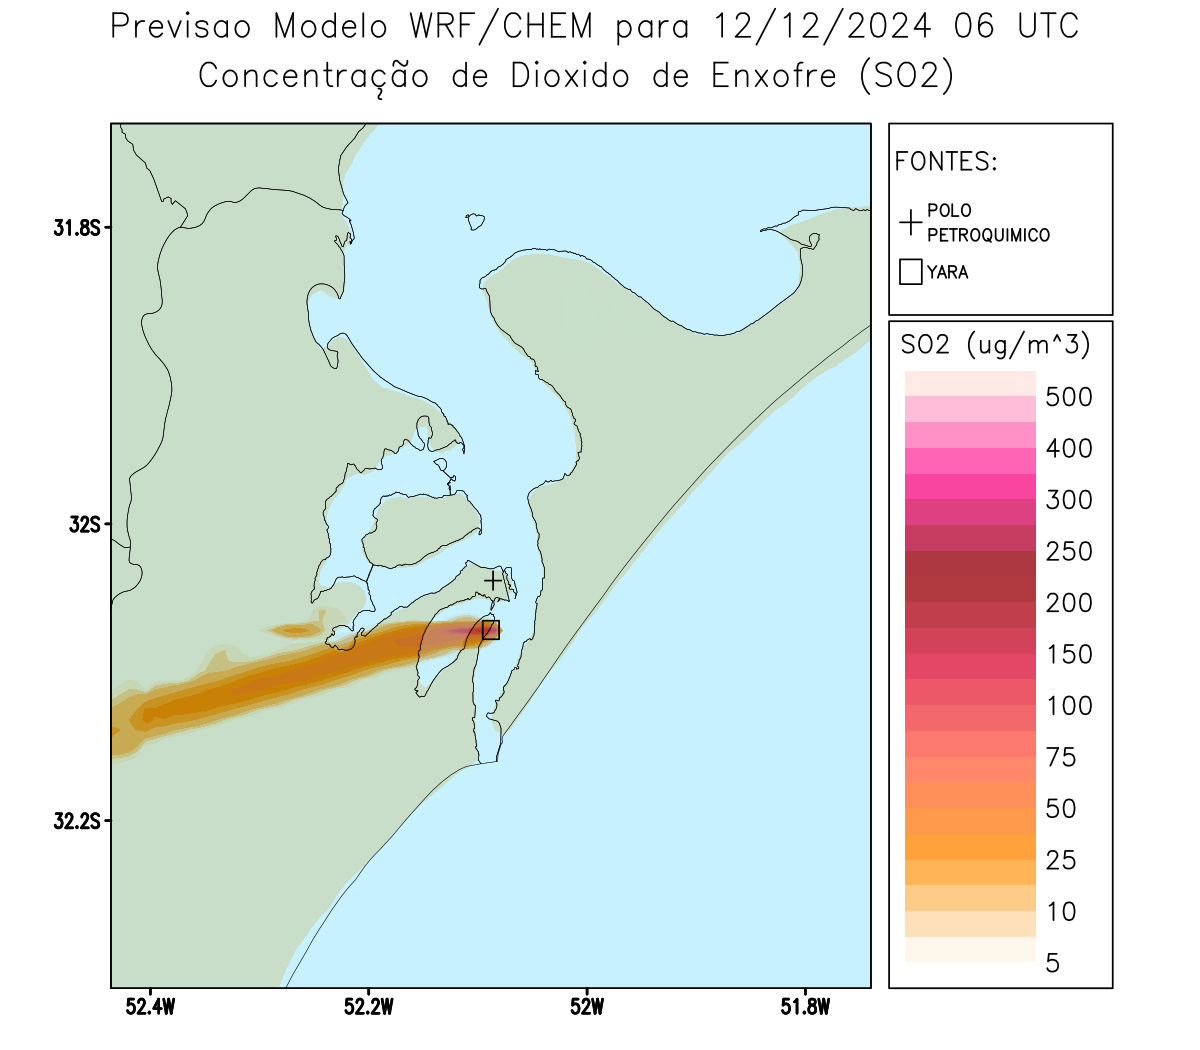 Previsao Modelo WRF/CHEM para 12/12/2024 06 UTC
Concentração de Dioxido de Enxofre (SO2)
FONTES:
POLO
PETROQUIMICO
YARA
SO2 (ug/m^3)
500
400
300
250
200
150
100
75
50
25
10
5
31.8S
32S
32.2S
52.4W
52.2W
52W
51.8W